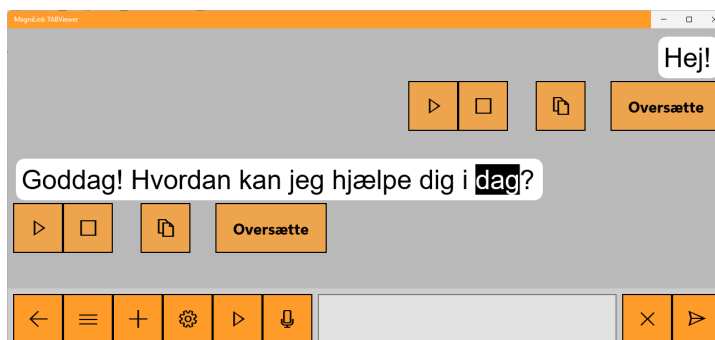 MagniLink TABViewer
Hej!
Oversætte
Goddag! Hvordan kan jeg hjælpe dig i dag?
Oversætte